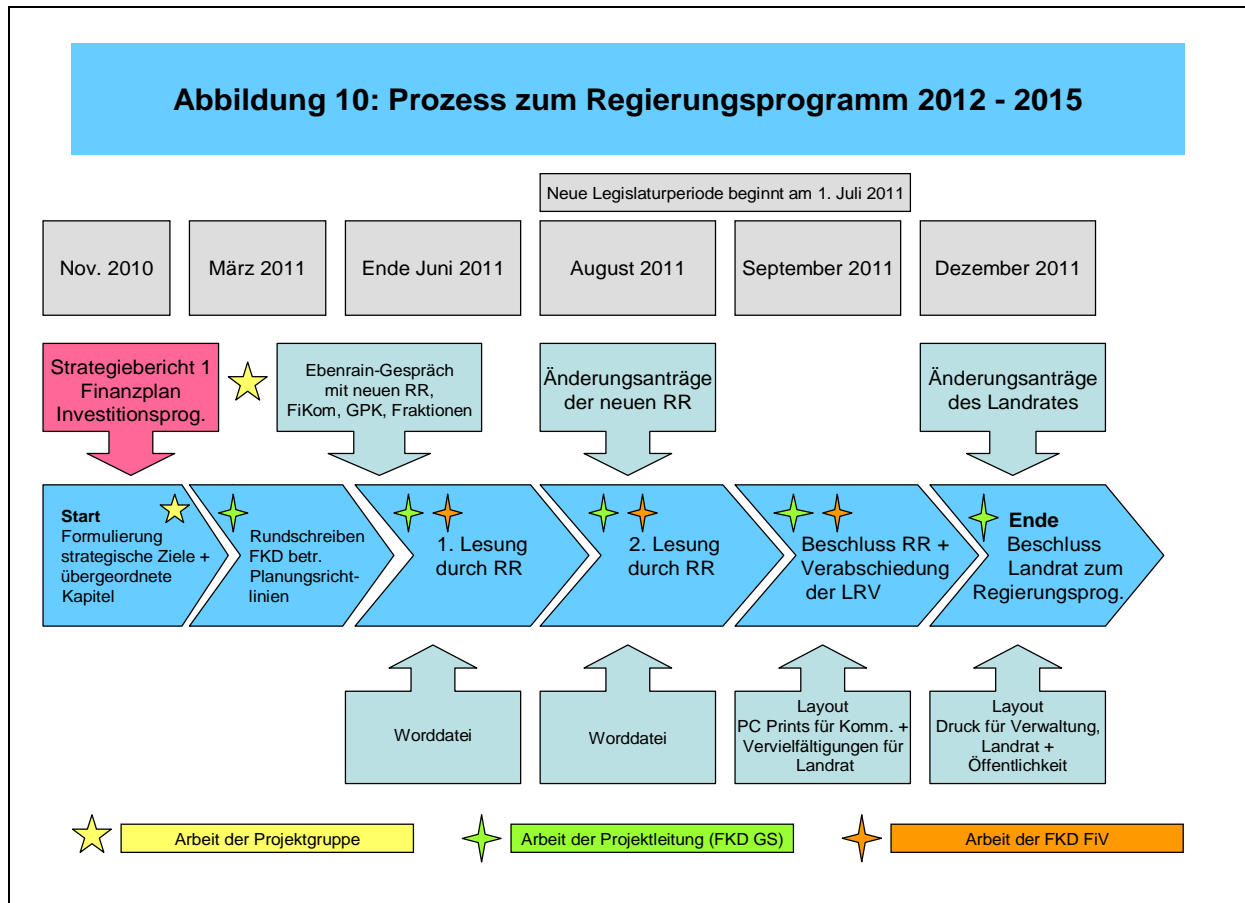 Abbildung 10: Prozess zum Regierungsprogramm 2012 - 2015
Neue Legislaturperiode beginnt am 1. Juli 2011
Nov. 2010
März 2011
Ende Juni 2011
August 2011
September 2011
Dezember 2011
Strategiebericht 1
Finanzplan
Investitionsprog.
Ebenrain-Gespräch
mit neuen RR,
FiKom, GPK, Fraktionen
Änderungsanträge
der neuen RR
Änderungsanträge
des Landrates
Start
Formulierung
strategische Ziele +
übergeordnete
Kapitel
Rundschreiben
FKD betr.
Planungsricht-
linien
1. Lesung
durch RR
2. Lesung
durch RR
Beschluss RR +
Verabschiedung
der LRV
Ende
Beschluss
Landrat zum
Regierungsprog.
Worddatei
Worddatei
Layout
PC Prints für Komm. +
Vervielfältigungen für
Landrat
Layout
Druck für Verwaltung,
Landrat +
Öffentlichkeit
Arbeit der Projektgruppe
Arbeit der Projektleitung (FKD GS)
Arbeit der FKD FiV